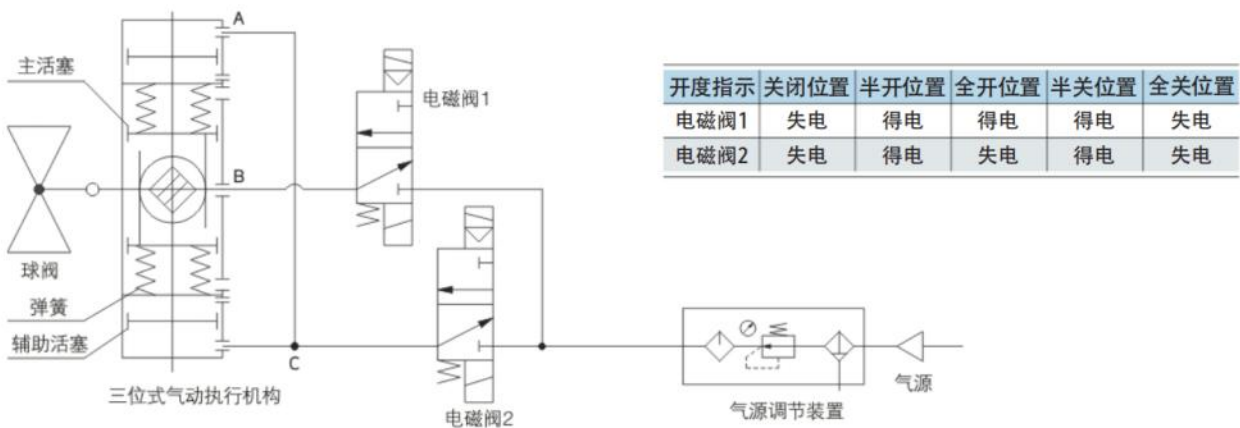 A
主活塞
电磁阀1
B
球阀
弹簧
辅助活塞
C
三位式气动执行机构
电磁阀2
气源
气源调节装置
开度指示 关闭位置 半开位置 全开位置 半关位置 全关位置
电磁阀1 失电 得电 得电 得电 失电
电磁阀2 失电 得电 失电 得电 失电